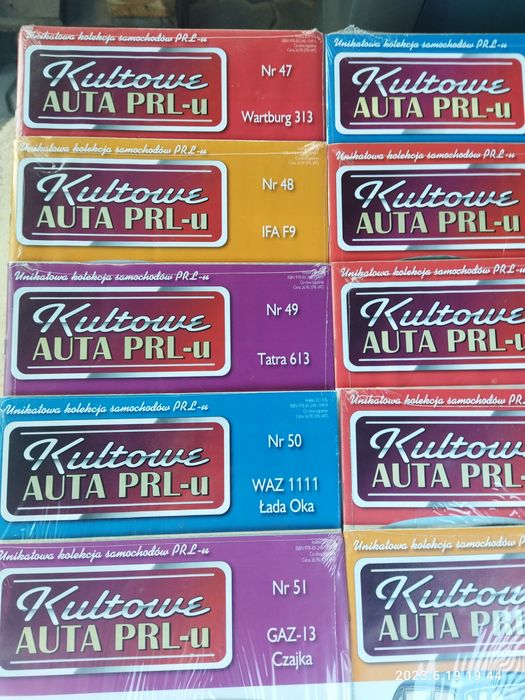 Unikatowa kolekcja samochodów PRL-u
Kultowe
AUTA PRL-u
Nr 47
Wartburg 313
Unikatowa kolekcja samochodów PRL-u
Kultowe
AUTA PRL-u
Unikatowa kolekcja samochodów PRL-u
Kultowe
AUTA PRL-u
Nr 48
IFA F9
Unikatowa kolekcja samochodów PRL-u
Kultowe
AUTA PRL-u
Unikatowa kolekcja samochodów PRL-u
Kultowe
AUTA PRL-u
Nr 49
Tatra 613
Unikatowa kolekcja samochodów PRL-u
Kultowe
AUTA PRL-u
Unikatowa kolekcja samochodów PRL-u
Kultowe
AUTA PRL-u
Nr 50
WAZ 1111
Łada Oka
Unikatowa kolekcja samochodów PRL-u
Kultowe
AUTA PRL-
Unikatowa kolekcja samochodów PRL-u
Kultowe
AUTA PRL-u
Nr 51
GAZ-13
Czajka
Unikatowa kolekcja samochodów PRL-u
Kultowe
AUTA PRL
2023.6.19 19:44